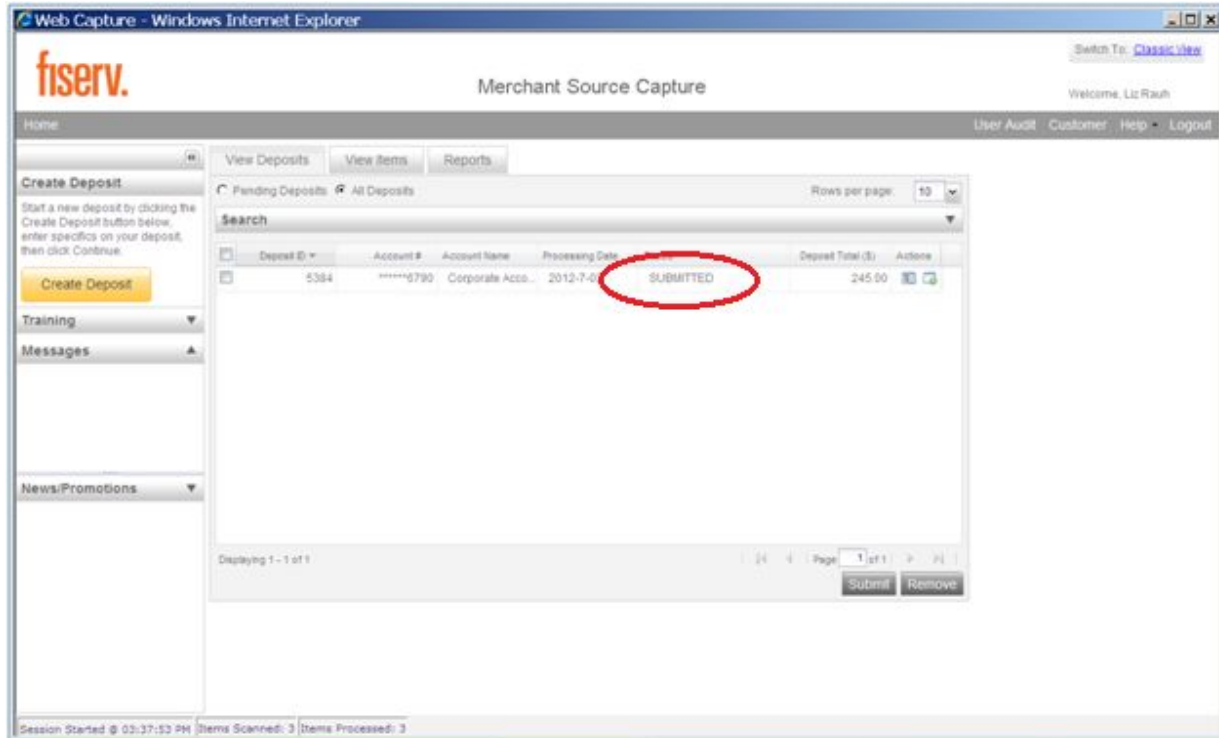 Web Capture - Windows Internet Explorer
Switch To: Classic View
fiserv.
Merchant Source Capture
Welcome, Liz Rauh
Home
User Audit Customer Help Logout
View Deposits View Items Reports
Create Deposit
Pending Deposits All Deposits
Rows per page: 10
Start a new deposit by clicking the
Create Deposit button below,
enter specifics on your deposit,
then click Continue.
Search
Deposit ID Account # Account Name Processing Date Deposit Total ($) Actions
5384 ******6790 Corporate Acco... 2012-7-0 SUBMITTED 245.00
Create Deposit
Training
Messages
News/Promotions
Displaying 1 - 1 of 1
Page 1 of 1
Submit Remove
Session Started @ 03:37:53 PM Items Scanned: 3 Items Processed: 3